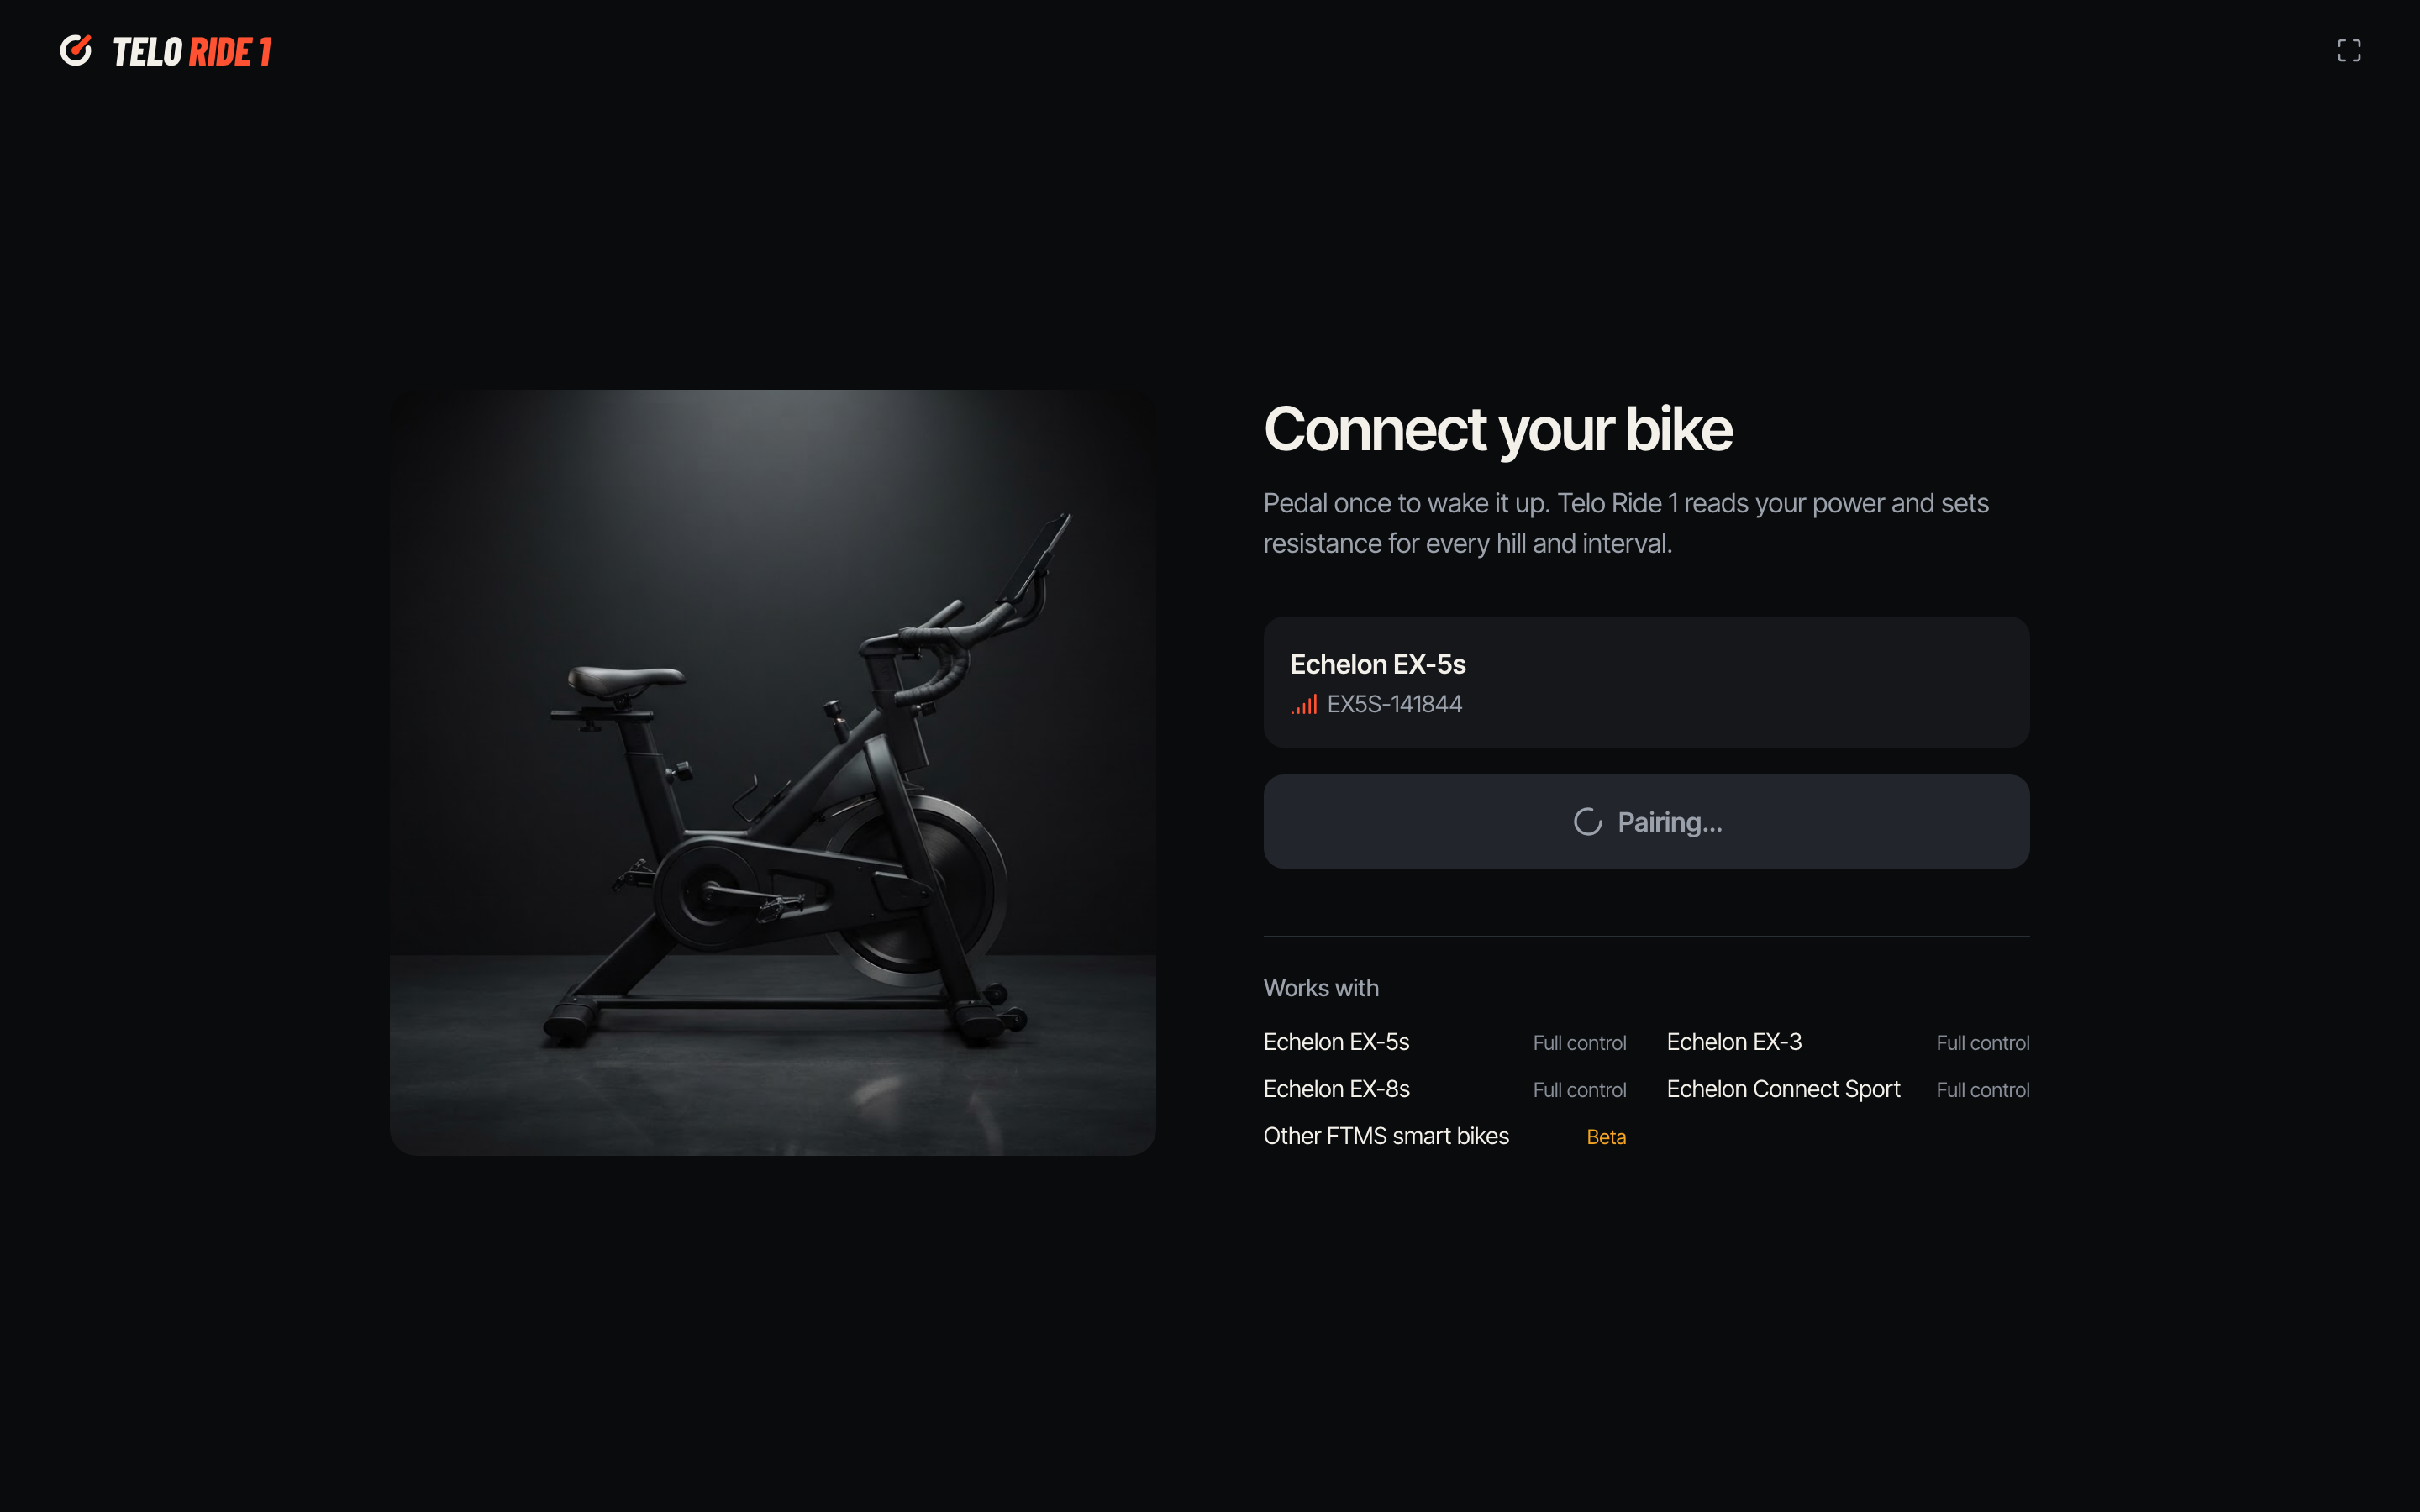 TELO RIDE 1
Connect your bike
Pedal once to wake it up. Telo Ride 1 reads your power and sets
resistance for every hill and interval.
Echelon EX-5s
EX5S-141844
Pairing...
Works with
Echelon EX-5s Full control Echelon EX-3 Full control
Echelon EX-8s Full control Echelon Connect Sport Full control
Other FTMS smart bikes Beta